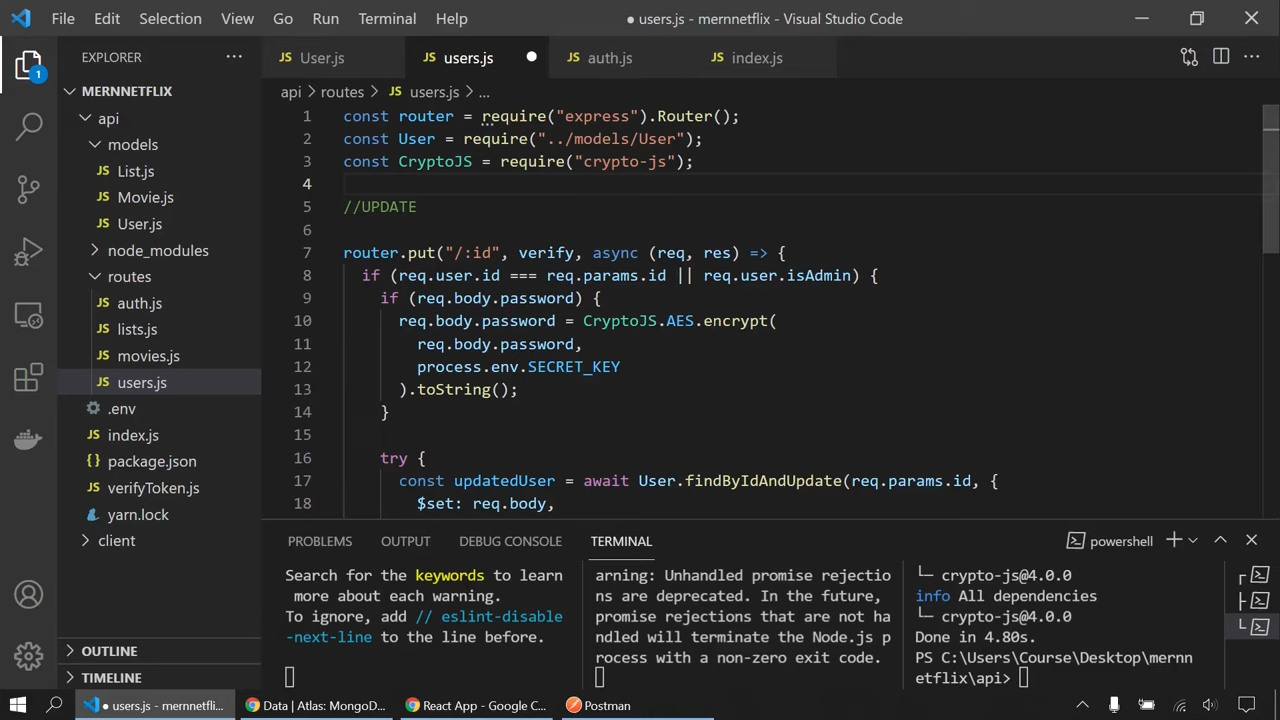 File Edit Selection View Go Run Terminal Help ● users.js - mernnetflix - Visual Studio Code
EXPLORER ...
JS User.js JS users.js JS auth.js JS index.js
MERNNETFLIX
api
models
JS List.js
JS Movie.js
JS User.js
node_modules
routes
JS auth.js
JS lists.js
JS movies.js
JS users.js
.env
JS index.js
{} package.json
JS verifyToken.js
yarn.lock
client
OUTLINE
TIMELINE
1
api > routes > JS users.js > ...
1 const router = require("express").Router();
2 const User = require("../models/User");
3 const CryptoJS = require("crypto-js");
4
5 //UPDATE
6
7 router.put("/:id", verify, async (req, res) => {
8 if (req.user.id === req.params.id || req.user.isAdmin) {
9 if (req.body.password) {
10 req.body.password = CryptoJS.AES.encrypt(
11 req.body.password,
12 process.env.SECRET_KEY
13 ).toString();
14 }
15
16 try {
17 const updatedUser = await User.findByIdAndUpdate(req.params.id, {
18 $set: req.body,
PROBLEMS OUTPUT DEBUG CONSOLE TERMINAL powershell
Search for the keywords to learn
more about each warning.
To ignore, add // eslint-disable
-next-line to the line before.
arning: Unhandled promise rejectio
ns are deprecated. In the future,
promise rejections that are not ha
ndled will terminate the Node.js p
rocess with a non-zero exit code.
└─ crypto-js@4.0.0
info All dependencies
└─ crypto-js@4.0.0
Done in 4.80s.
PS C:\Users\Course\Desktop\mernn
etflix\api>
● users.js - mernnetfli... Data | Atlas: MongoD... React App - Google C... Postman